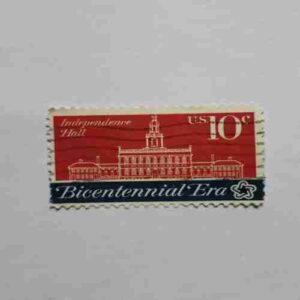 Independence
Hall
U.S. 10c
Bicentennial Era